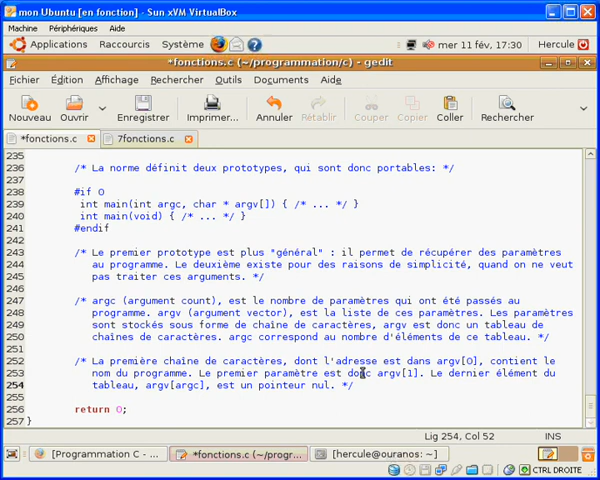 mon Ubuntu [en fonction] - Sun xVM VirtualBox
Machine Périphériques Aide
Applications Raccourcis Système mer 11 fév, 17:30 Hercule
*fonctions.c (~/programmation/c) - gedit
Fichier Édition Affichage Rechercher Outils Documents Aide
Nouveau Ouvrir Enregistrer Imprimer... Annuler Rétablir Couper Copier Coller Rechercher
*fonctions.c 7fonctions.c
235
236 /* La norme définit deux prototypes, qui sont donc portables: */
237
238 #if 0
239 int main(int argc, char * argv[]) { /* ... */ }
240 int main(void) { /* ... */ }
241 #endif
242
243 /* Le premier prototype est plus "général" : il permet de récupérer des paramètres
244 au programme. Le deuxième existe pour des raisons de simplicité, quand on ne veut
245 pas traiter ces arguments. */
246
247 /* argc (argument count), est le nombre de paramètres qui ont été passés au
248 programme. argv (argument vector), est la liste de ces paramètres. Les paramètres
249 sont stockés sous forme de chaîne de caractères, argv est donc un tableau de
250 chaînes de caractères. argc correspond au nombre d'éléments de ce tableau. */
251
252 /* La première chaîne de caractères, dont l'adresse est dans argv[0], contient le
253 nom du programme. Le premier paramètre est donc argv[1]. Le dernier élément du
254 tableau, argv[argc], est un pointeur nul. */
255
256 return 0;
257 }
Lig 254, Col 52 INS
[Programmation C - ... *fonctions.c (~/progr... [hercule@ouranos: ~]
CTRL DROITE